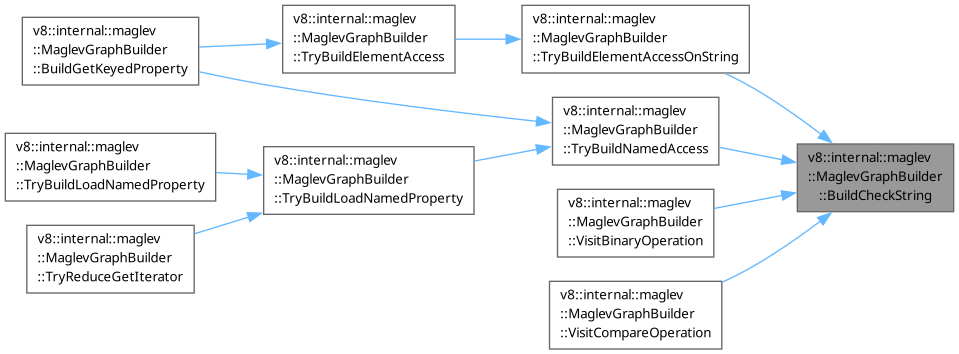 v8::internal::maglev
::MaglevGraphBuilder
::BuildGetKeyedProperty
v8::internal::maglev
::MaglevGraphBuilder
::TryBuildElementAccess
v8::internal::maglev
::MaglevGraphBuilder
::TryBuildElementAccessOnString
v8::internal::maglev
::MaglevGraphBuilder
::TryBuildNamedAccess
v8::internal::maglev
::MaglevGraphBuilder
::TryBuildLoadNamedProperty
v8::internal::maglev
::MaglevGraphBuilder
::TryBuildLoadNamedProperty
v8::internal::maglev
::MaglevGraphBuilder
::BuildCheckString
v8::internal::maglev
::MaglevGraphBuilder
::VisitBinaryOperation
v8::internal::maglev
::MaglevGraphBuilder
::TryReduceGetIterator
v8::internal::maglev
::MaglevGraphBuilder
::VisitCompareOperation